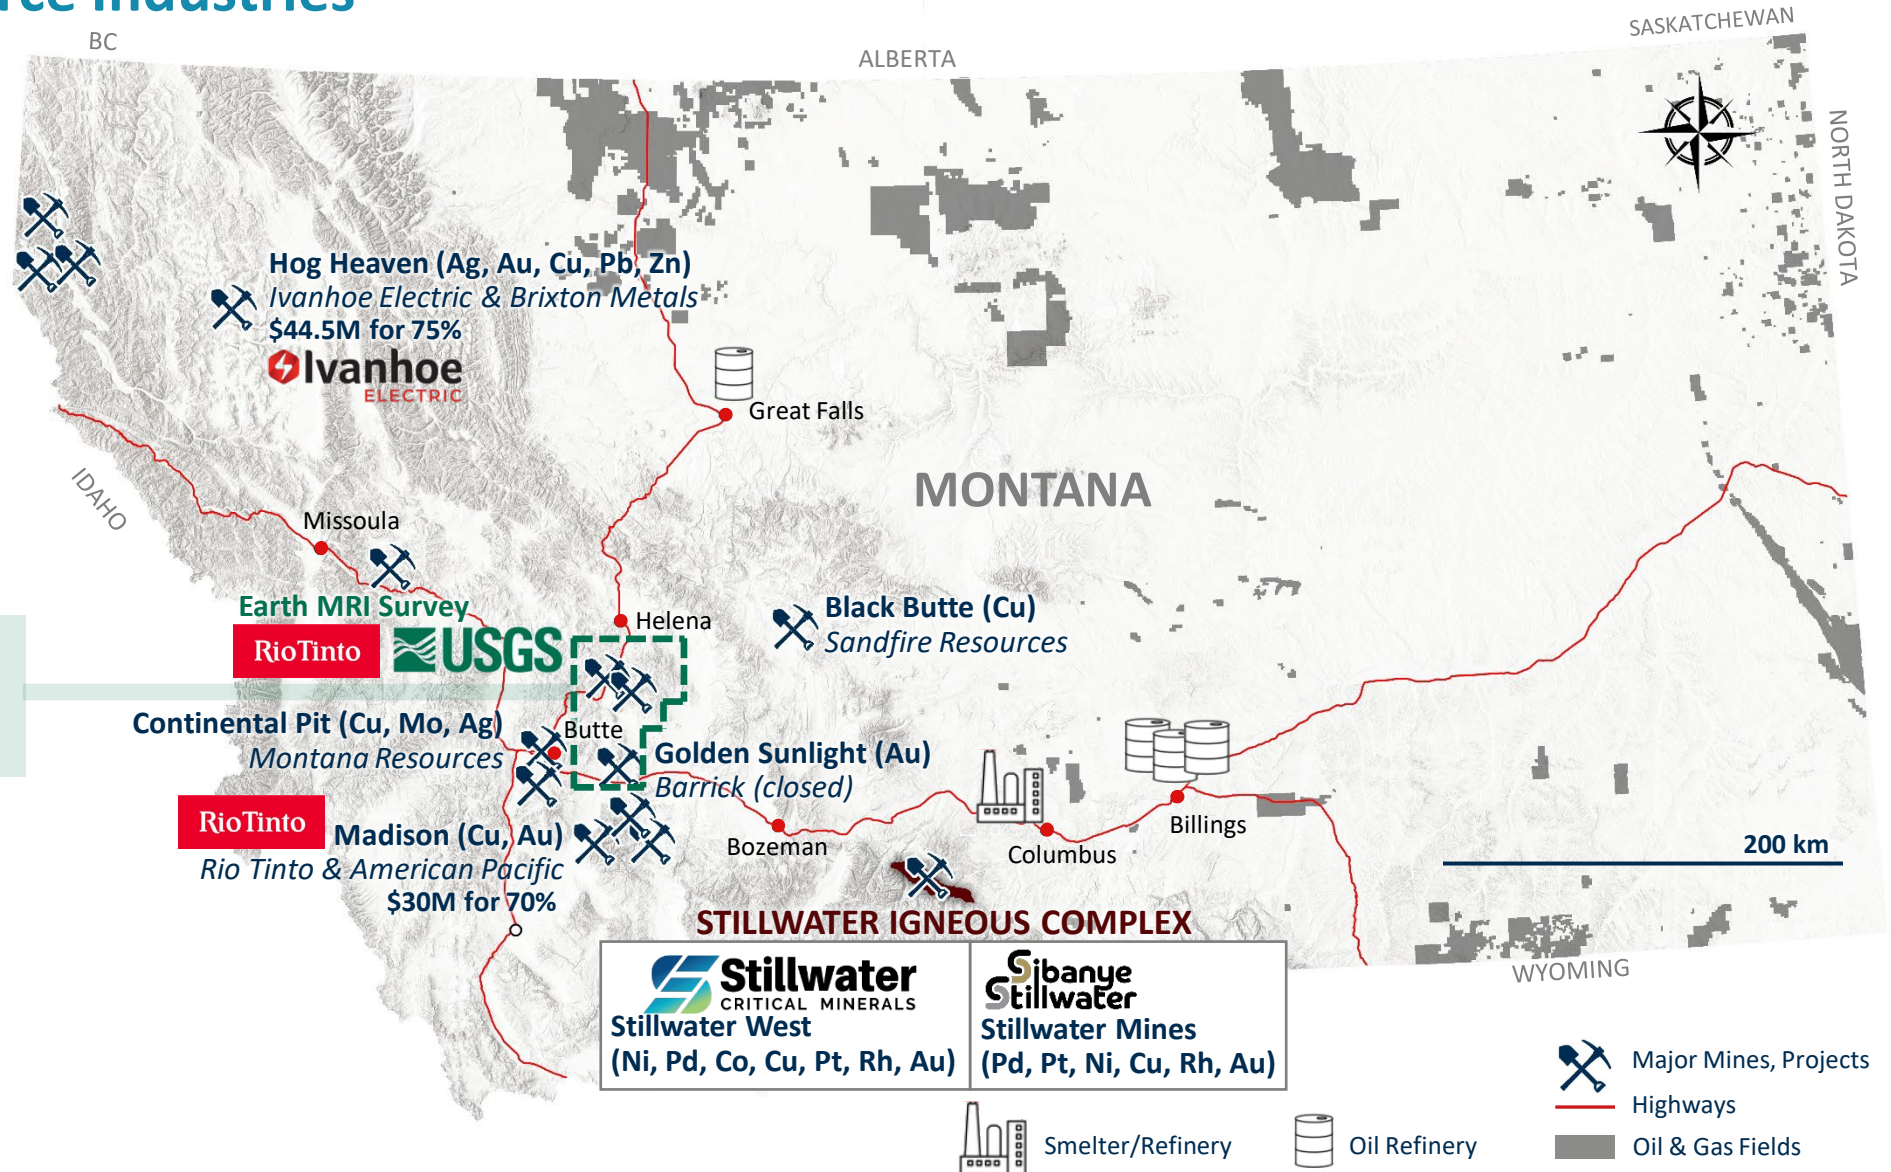 rce Industries
BC
ALBERTA
SASKATCHEWAN
NORTH DAKOTA
Hog Heaven (Ag, Au, Cu, Pb, Zn)
Ivanhoe Electric & Brixton Metals
$44.5M for 75%
Ivanhoe
ELECTRIC
Great Falls
IDAHO
MONTANA
Missoula
Earth MRI Survey
RioTinto
USGS
Helena
Black Butte (Cu)
Sandfire Resources
Continental Pit (Cu, Mo, Ag)
Montana Resources
Butte
Golden Sunlight (Au)
Barrick (closed)
RioTinto
Madison (Cu, Au)
Rio Tinto & American Pacific
$30M for 70%
Bozeman
Columbus
Billings
200 km
STILLWATER IGNEOUS COMPLEX
WYOMING
Stillwater
CRITICAL MINERALS
Stillwater West
(Ni, Pd, Co, Cu, Pt, Rh, Au)
Sibanye
Stillwater
Stillwater Mines
(Pd, Pt, Ni, Cu, Rh, Au)
Major Mines, Projects
Highways
Smelter/Refinery
Oil Refinery
Oil & Gas Fields